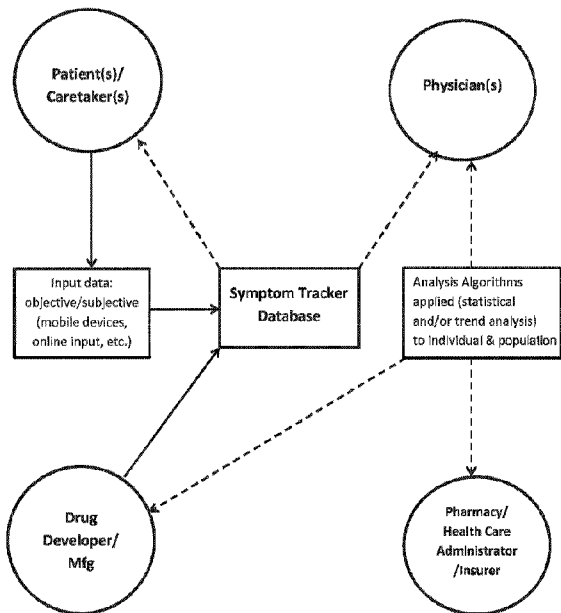 Patient(s)/
Caretaker(s)
Physician(s)
Input data:
objective/subjective
(mobile devices,
online input, etc.)
Symptom Tracker
Database
Analysis Algorithms
applied (statistical
and/or trend analysis)
to individual & population
Drug
Developer/
Mfg
Pharmacy/
Health Care
Administrator
/Insurer